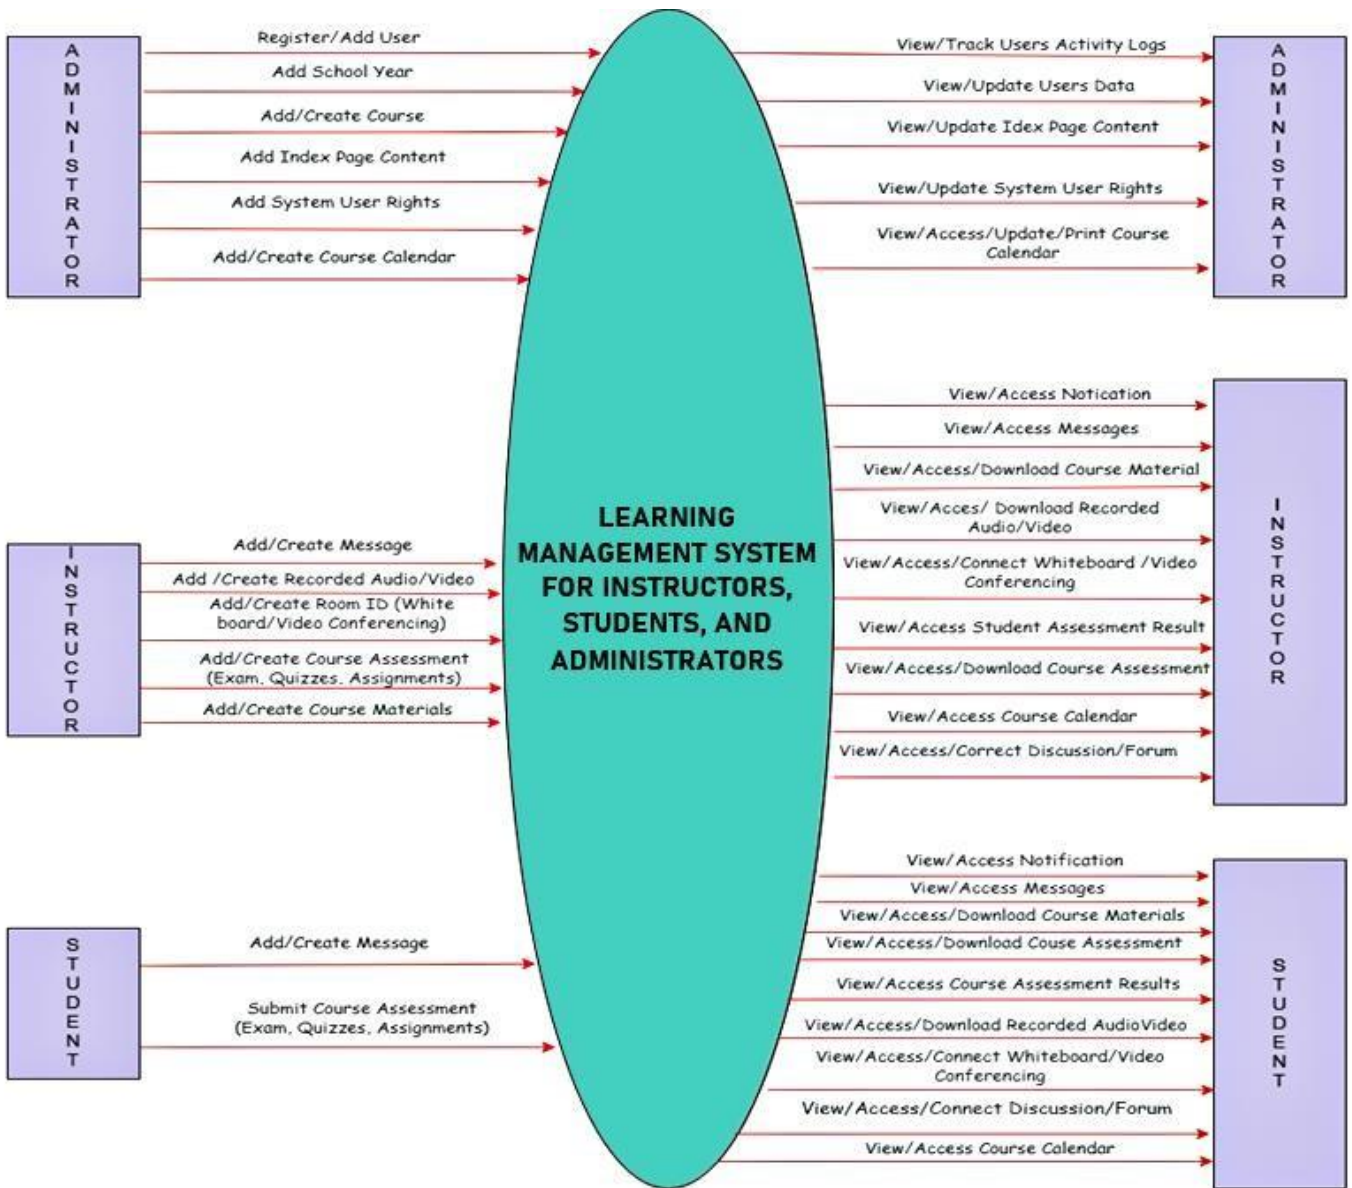 ADMINISTRATOR
Register/Add User
Add School Year
Add/Create Course
Add Index Page Content
Add System User Rights
Add/Create Course Calendar
INSTRUCTOR
Add/Create Message
Add /Create Recorded Audio/Video
Add/Create Room ID (White
board/Video Conferencing)
Add/Create Course Assessment
(Exam, Quizzes, Assignments)
Add/Create Course Materials
STUDENT
Add/Create Message
Submit Course Assessment
(Exam, Quizzes, Assignments)
LEARNING
MANAGEMENT SYSTEM
FOR INSTRUCTORS,
STUDENTS, AND
ADMINISTRATORS
View/Track Users Activity Logs
View/Update Users Data
View/Update Idex Page Content
View/Update System User Rights
View/Access/Update/Print Course
Calendar
ADMINISTRATOR
View/Access Notication
View/Access Messages
View/Access/Download Course Material
View/Acces/ Download Recorded
Audio/Video
View/Access/Connect Whiteboard /Video
Conferencing
View/Access Student Assessment Result
View/Access/Download Course Assessment
View/Access Course Calendar
View/Access/Correct Discussion/Forum
INSTRUCTOR
View/Access Notification
View/Access Messages
View/Access/Download Course Materials
View/Access/Download Couse Assessment
View/Access Course Assessment Results
View/Access/Download Recorded AudioVideo
View/Access/Connect Whiteboard/Video
Conferencing
View/Access/Connect Discussion/Forum
View/Access Course Calendar
STUDENT